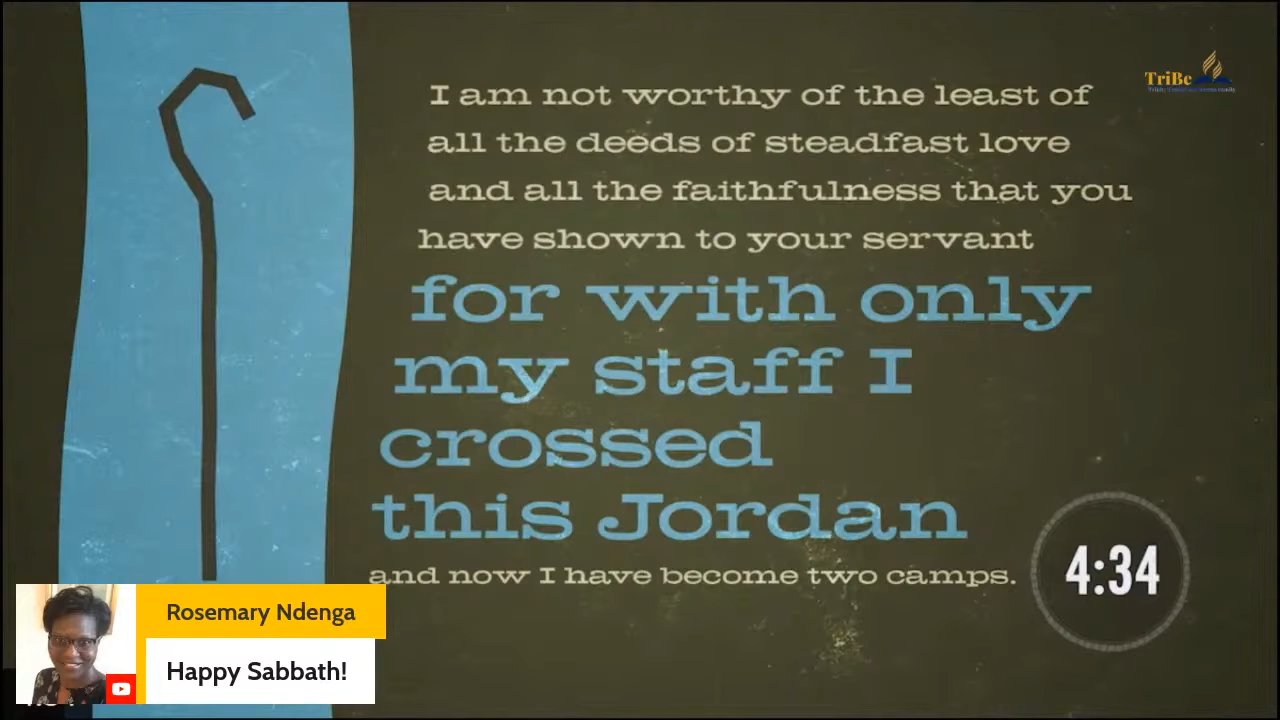 TriBe
I am not worthy of the least of
all the deeds of steadfast love
and all the faithfulness that you
have shown to your servant
for with only
my staff I
crossed
this Jordan
and now I have become two camps.
4:34
Rosemary Ndenga
Happy Sabbath!